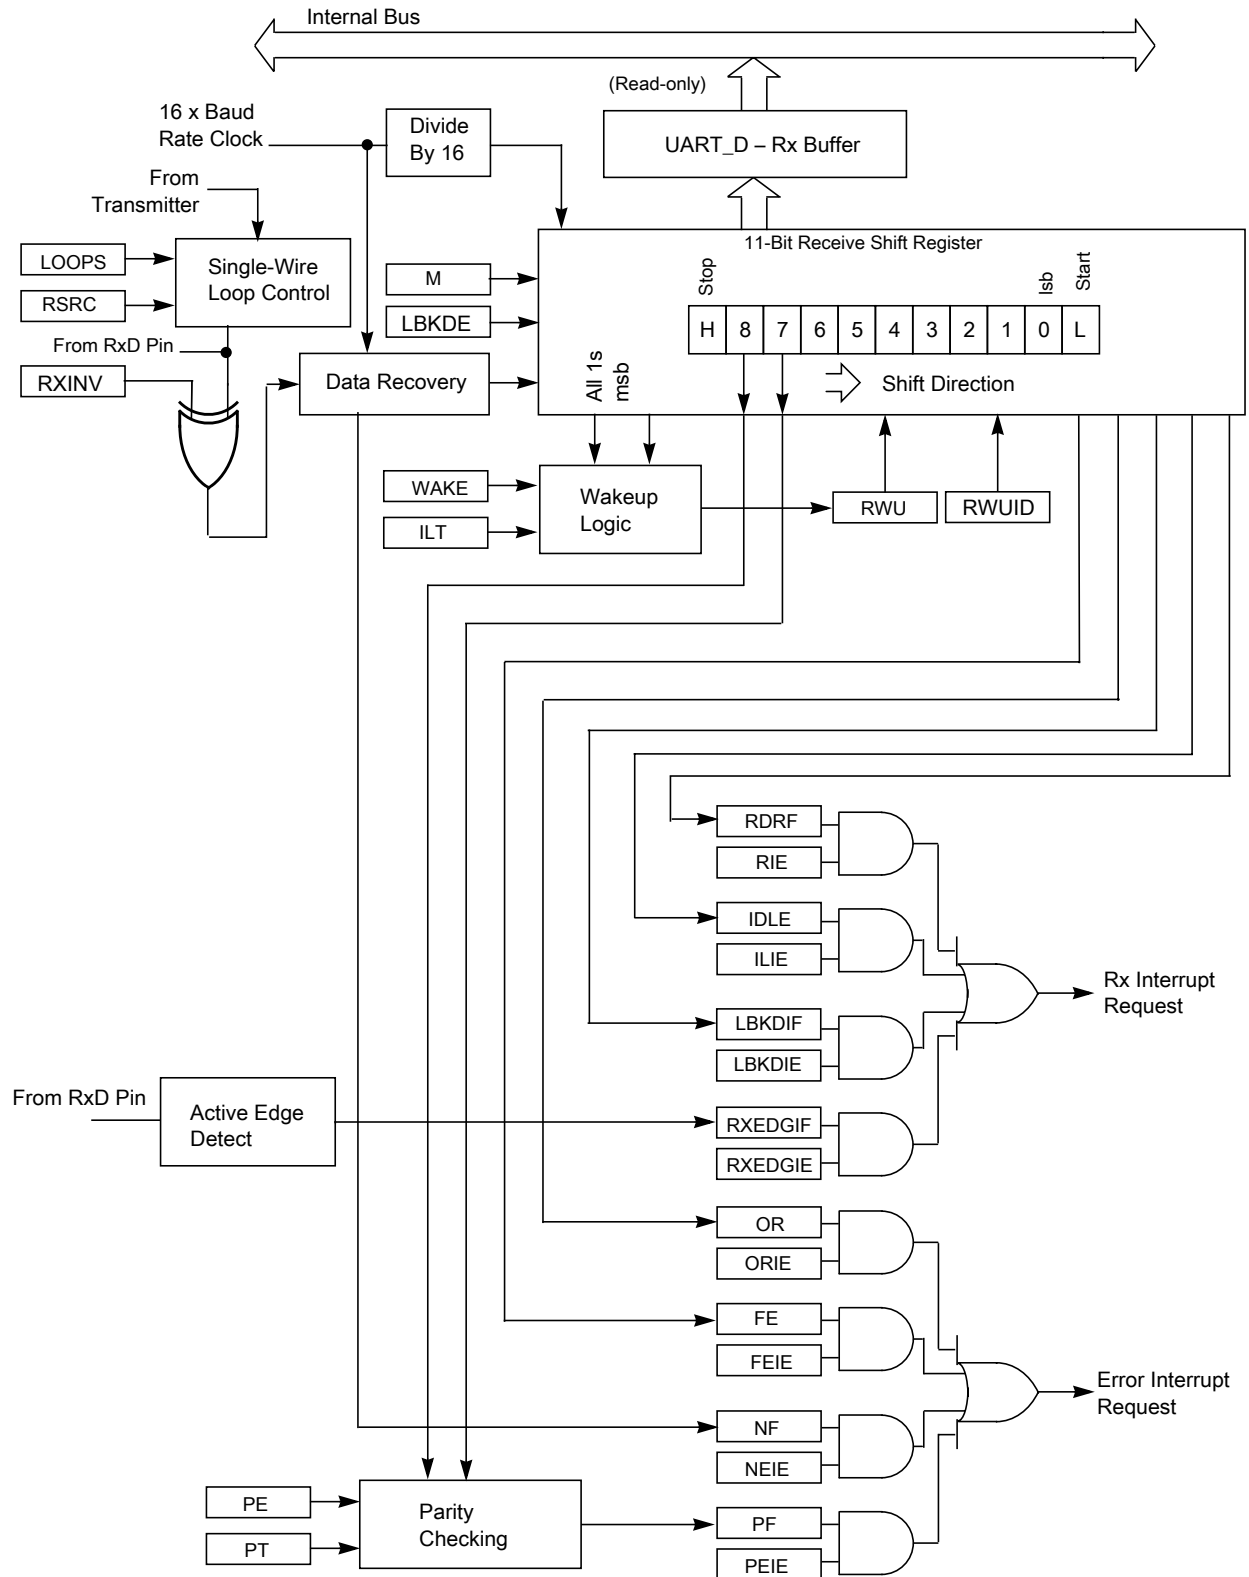 Internal Bus
(Read-only)
16 x Baud
Rate Clock
Divide
By 16
UART_D – Rx Buffer
From
Transmitter
11-Bit Receive Shift Register
LOOPS
Single-Wire
Loop Control
RSRC
M
LBKDE
Stop
lsb
Start
H 8 7 6 5 4 3 2 1 0 L
From RxD Pin
RXINV
Data Recovery
All 1s
msb
Shift Direction
WAKE
ILT
Wakeup
Logic
RWU
RWUID
RDRF
RIE
IDLE
ILIE
Rx Interrupt
Request
LBKDIF
LBKDIE
From RxD Pin
Active Edge
Detect
RXEDGIF
RXEDGIE
OR
ORIE
FE
FEIE
Error Interrupt
Request
NF
NEIE
PE
PT
Parity
Checking
PF
PEIE